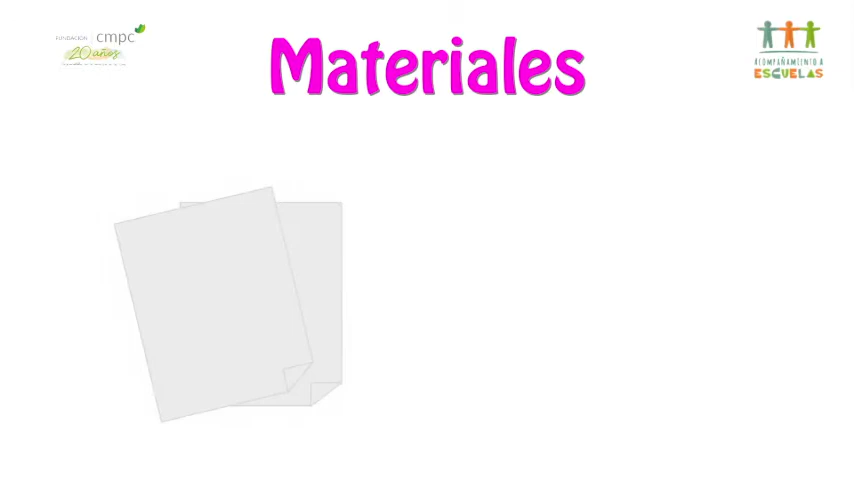 FUNDACIÓN | cmpc
20 años
Materiales
ACOMPAÑAMIENTO A
ESCUELAS